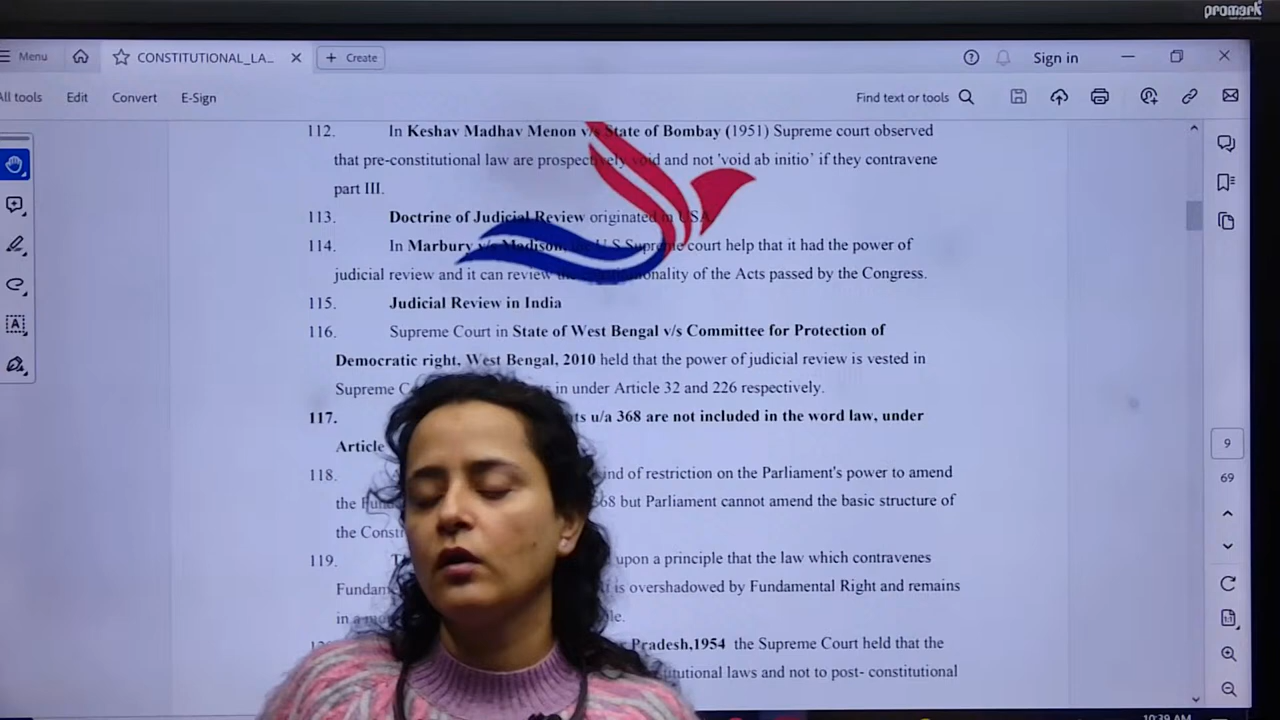 promark
Menu
CONSTITUTIONAL_LA...
Create
Sign in
All tools
Edit
Convert
E-Sign
Find text or tools
112. In Keshav Madhav Menon v/s State of Bombay (1951) Supreme court observed
that pre-constitutional law are prospectively void and not 'void ab initio' if they contravene
part III.
113. Doctrine of Judicial Review originated in USA.
114. In Marbury v/s Madison, U S Supreme court help that it had the power of
judicial review and it can review the constitutionality of the Acts passed by the Congress.
115. Judicial Review in India
116. Supreme Court in State of West Bengal v/s Committee for Protection of
Democratic right. West Bengal, 2010 held that the power of judicial review is vested in
Supreme in under Article 32 and 226 respectively.
117. u/a 368 are not included in the word law, under
Article
118. of restriction on the Parliament's power to amend
the but Parliament cannot amend the basic structure of
the
119. upon a principle that the law which contravenes
is overshadowed by Fundamental Right and remains
in a
Pradesh,1954 the Supreme Court held that the
laws and not to post- constitutional
9
69
10:39 AM